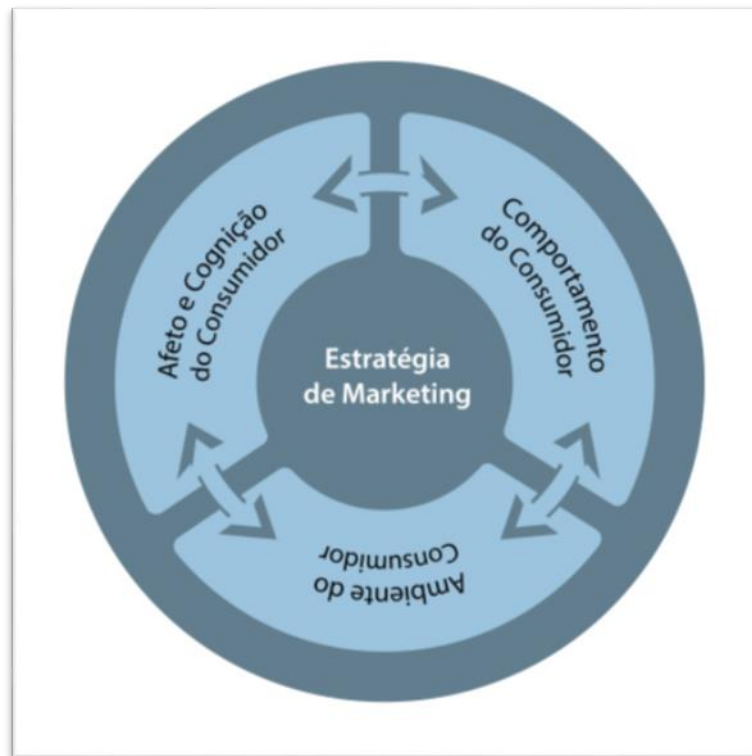 Afeto e Cognição
do Consumidor
Comportamento
do Consumidor
Estratégia
de Marketing
Ambiente do
Consumidor